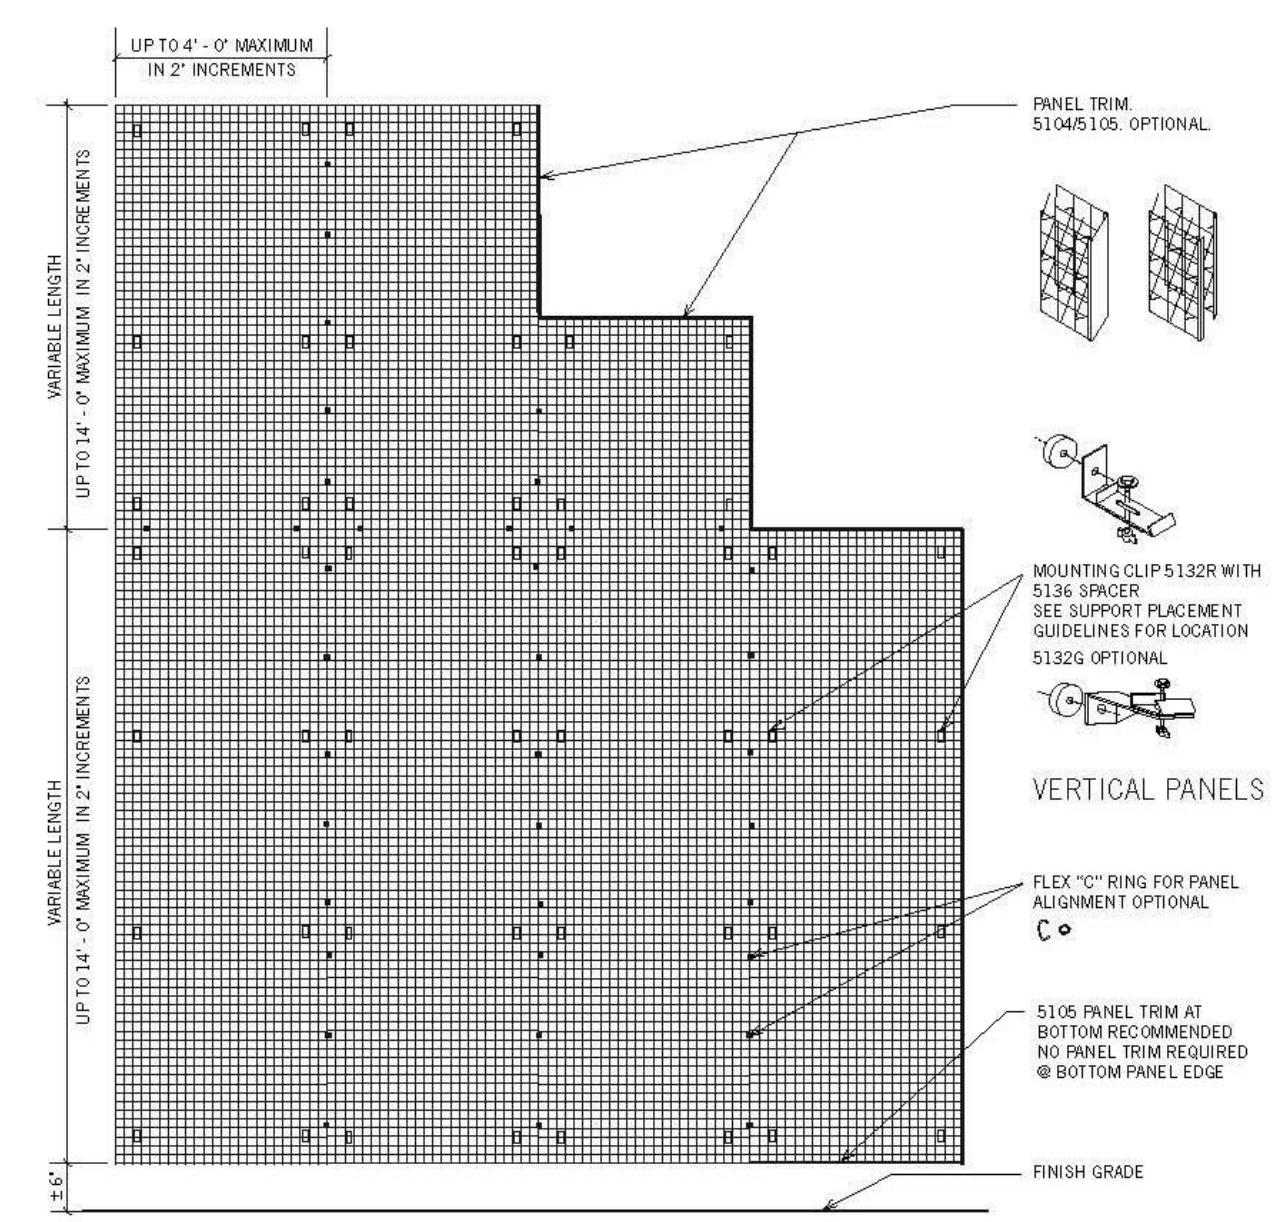 UP TO 4' - 0" MAXIMUM
IN 2" INCREMENTS
PANEL TRIM.
5104/5105. OPTIONAL.
VARIABLE LENGTH
UP TO 14' - 0" MAXIMUM IN 2" INCREMENTS
MOUNTING CLIP 5132R WITH
5136 SPACER
SEE SUPPORT PLACEMENT
GUIDELINES FOR LOCATION
5132G OPTIONAL
VERTICAL PANELS
VARIABLE LENGTH
UP TO 14' - 0" MAXIMUM IN 2" INCREMENTS
FLEX "C" RING FOR PANEL
ALIGNMENT OPTIONAL
5105 PANEL TRIM AT
BOTTOM RECOMMENDED
NO PANEL TRIM REQUIRED
@ BOTTOM PANEL EDGE
±6"
FINISH GRADE